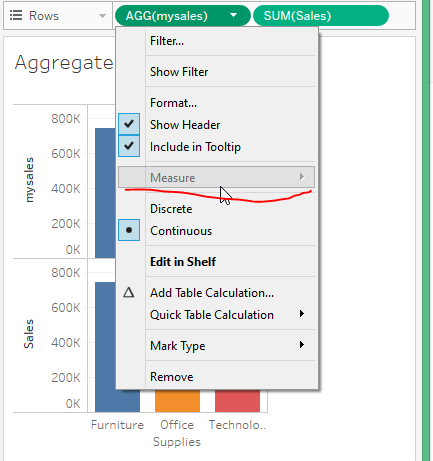 Rows
AGG(mysales)
SUM(Sales)
Aggregate
Filter...
Show Filter
Format...
Show Header
Include in Tooltip
Measure
Discrete
Continuous
Edit in Shelf
Add Table Calculation...
Quick Table Calculation
Mark Type
Remove
mysales
800K
600K
400K
200K
0K
Sales
800K
600K
400K
200K
0K
Furniture
Office
Supplies
Technolo..